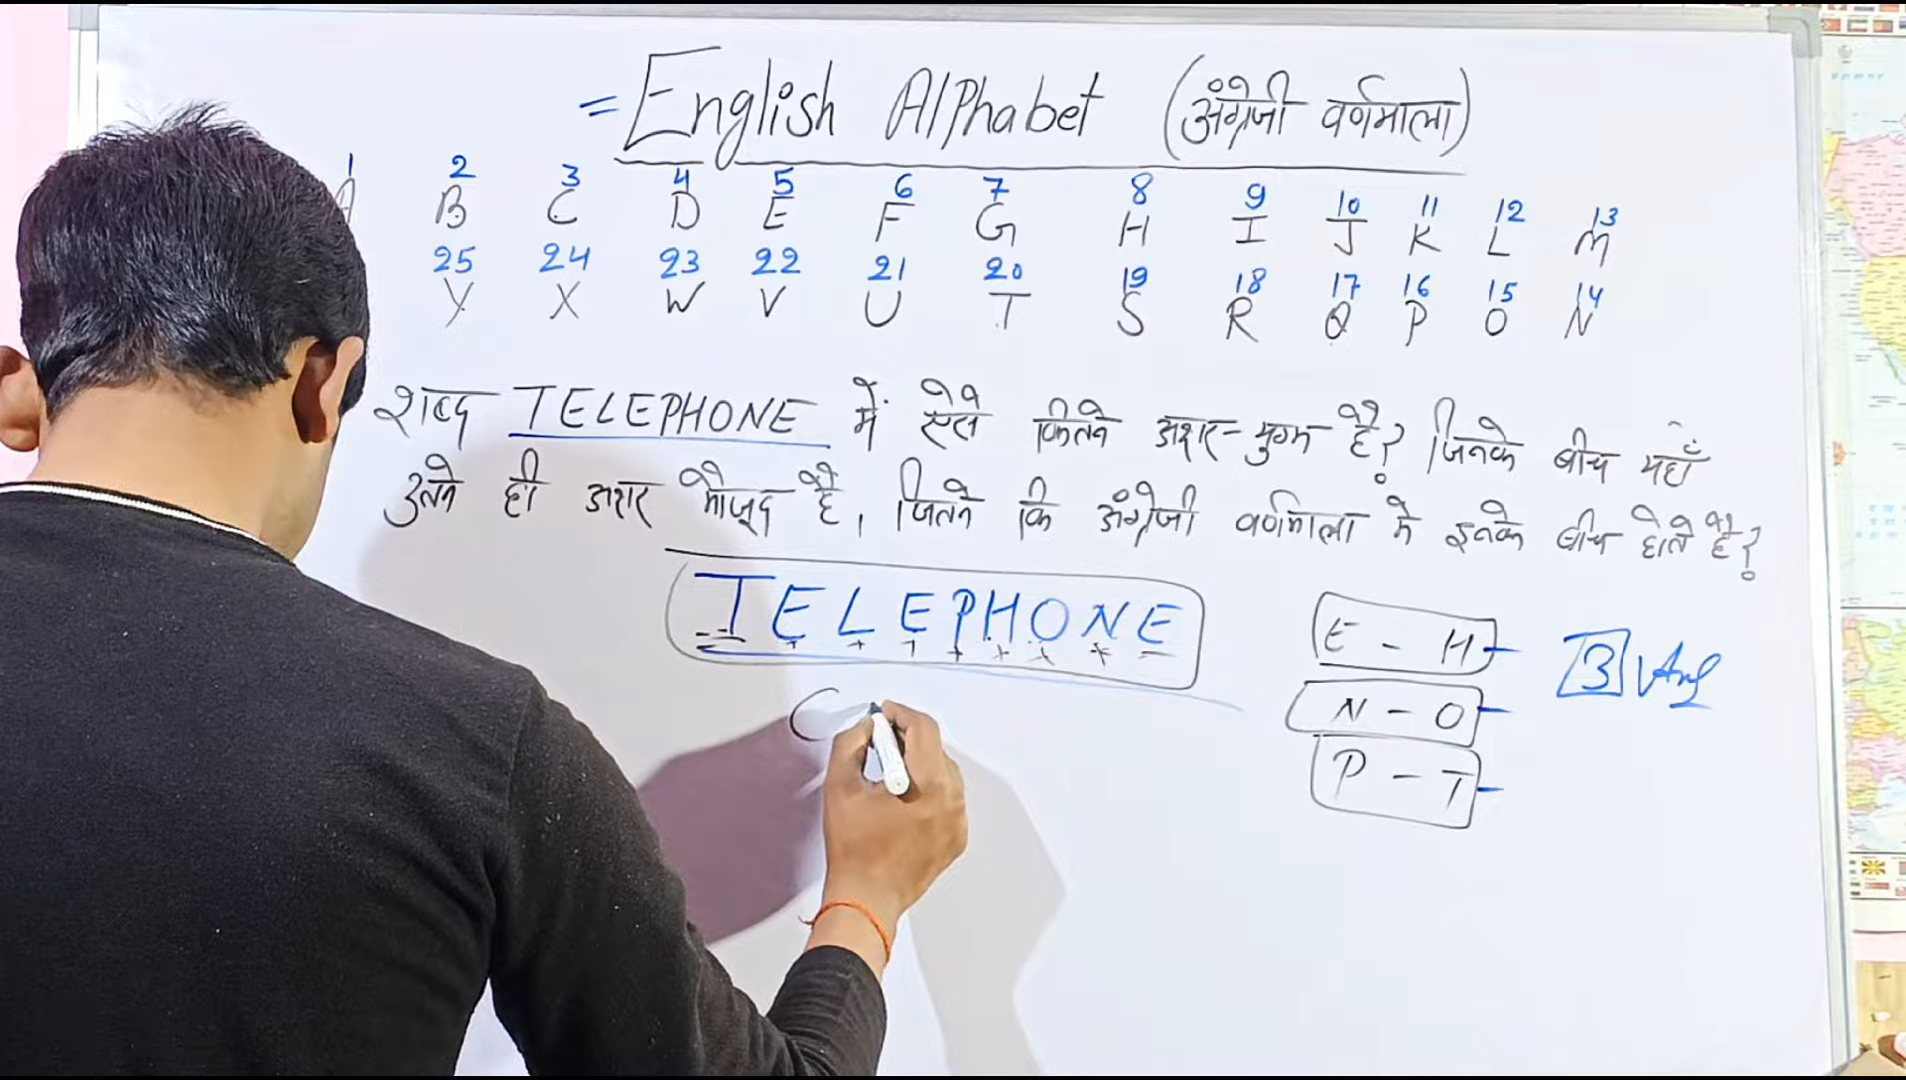 = English Alphabet (अंग्रेजी वर्णमाला)
1 2 3 4 5 6 7 8 9 10 11 12 13
A B C D E F G H I J K L M
25 24 23 22 21 20 19 18 17 16 15 14
Y X W V U T S R Q P O N
शब्द TELEPHONE में ऐसे कितने अक्षर-युग्म है? जिनके बीच यहाँ
उतने ही अक्षर मौजूद है, जितने कि अंग्रेजी वर्णमाला मे इनके बीच होते है?
TELEPHONE
E - H
N - O
P - T
3 Ans
C